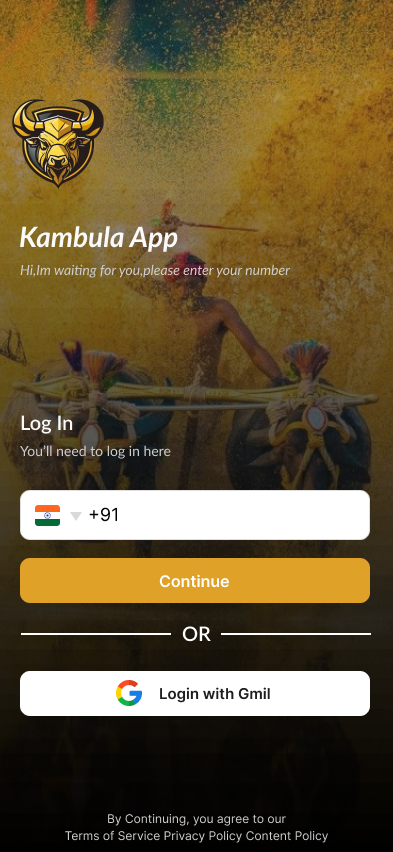 Kambula App
Hi,Im waiting for you,please enter your number
Log In
You'll need to log in here
+91
Continue
OR
Login with Gmil
By Continuing, you agree to our
Terms of Service Privacy Policy Content Policy